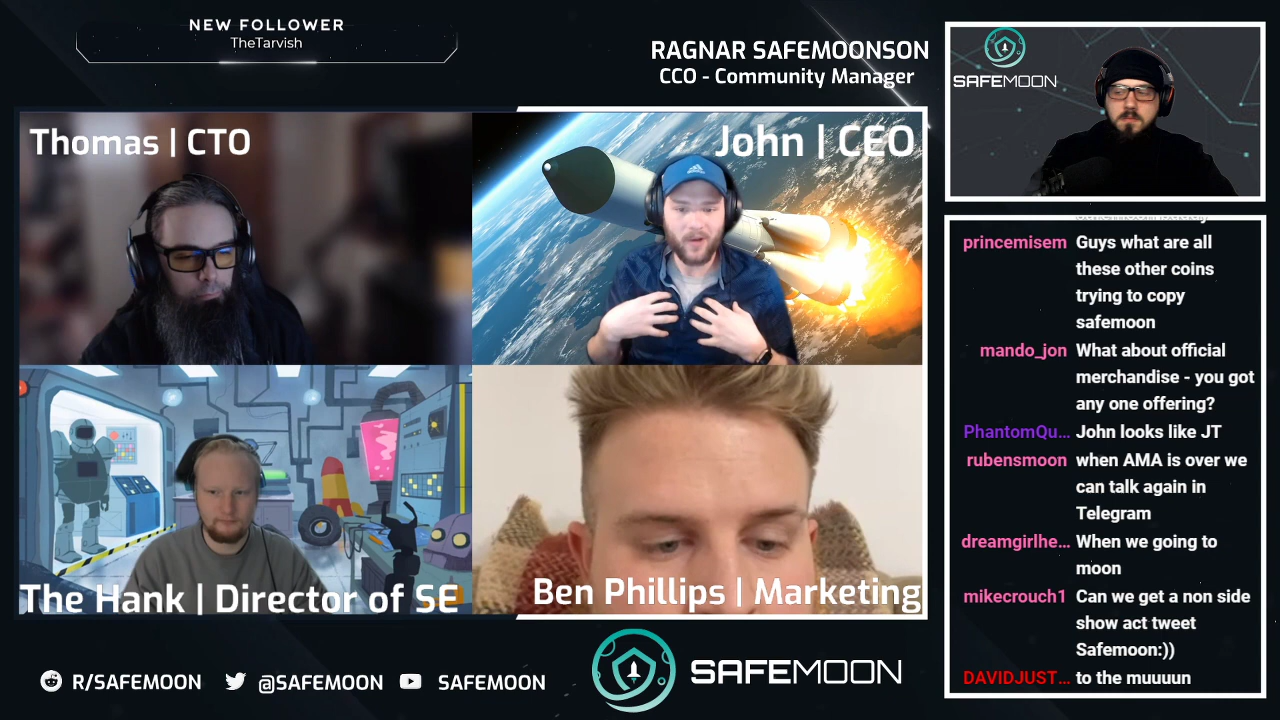 NEW FOLLOWER
TheTarvish
RAGNAR SAFEMOONSON
CCO - Community Manager
SAFEMOON
Thomas | CTO
John | CEO
The Hank | Director of SE
Ben Phillips | Marketing
princemisem Guys what are all
these other coins
trying to copy
safemoon
mando_jon What about official
merchandise - you got
any one offering?
PhantomQu... John looks like JT
rubensmoon when AMA is over we
can talk again in
Telegram
dreamgirlhe... When we going to
moon
mikecrouch1 Can we get a non side
show act tweet
Safemoon:))
DAVIDJUST... to the muuuun
R/SAFEMOON
@SAFEMOON
SAFEMOON
SAFEMOON